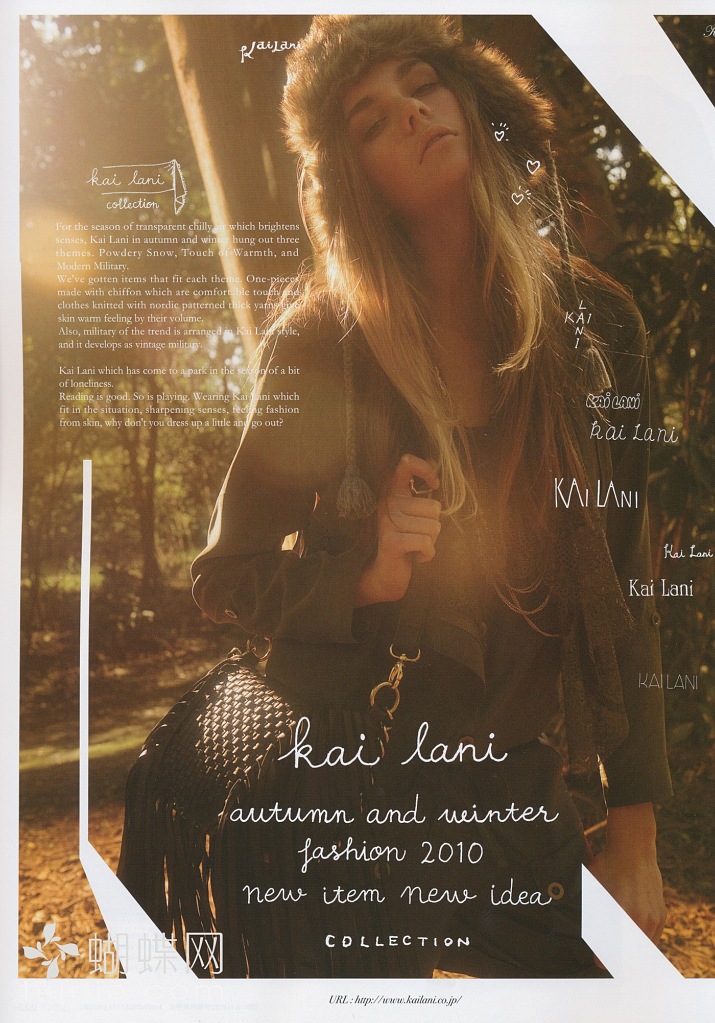 Kailani
kai lani
collection
For the season of transparent chilly air which brightens
senses, Kai Lani in autumn and winter hung out three
themes. Powdery Snow, Touch of Warmth, and
Modern Military.
We've gotten items that fit each theme. One-pieces
made with chiffon which are comfortable touch and
clothes knitted with nordic patterned thick yarns give
skin warm feeling by their volume.
Also, military of the trend is arranged in Kai Lani style,
and it develops as vintage military.
Kai Lani which has come to a park in the season of a bit
of loneliness.
Reading is good. So is playing. Wearing Kai Lani which
fit in the situation, sharpening senses, feeling fashion
from skin, why don't you dress up a little and go out?
L
KAI
N
I
Kai Lani
Kai Lani
KAI LANI
Kai Lani
Kai Lani
KAI LANI
kai lani
autumn and winter
fashion 2010
new item new idea
COLLECTION
蝴蝶网
URL : http://www.kailani.co.jp/